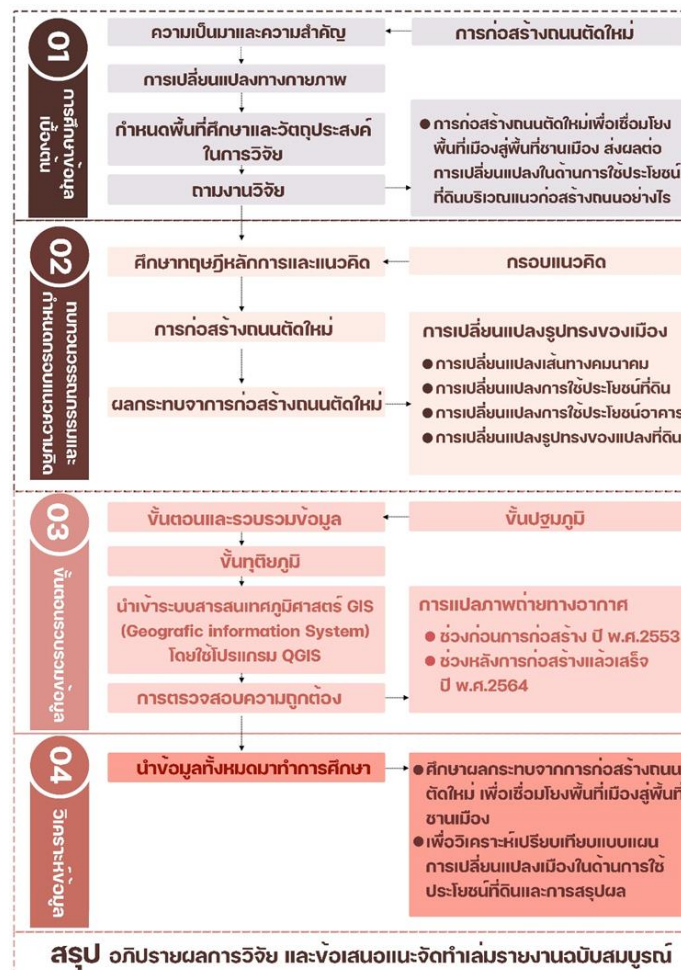 01
การศึกษาข้อมูล
เบื้องต้น
ความเป็นมาและความสำคัญ
การก่อสร้างถนนตัดใหม่
การเปลี่ยนแปลงทางกายภาพ
กำหนดพื้นที่ศึกษาและวัตถุประสงค์
ในการวิจัย
ถามงานวิจัย
การก่อสร้างถนนตัดใหม่เพื่อเชื่อมโยง
พื้นที่เมืองสู่พื้นที่ชานเมือง ส่งผลต่อ
การเปลี่ยนแปลงในด้านการใช้ประโยชน์
ที่ดินบริเวณแนวก่อสร้างถนนอย่างไร
02
ทบทวนวรรณกรรมและ
กำหนดกรอบแนวความคิด
ศึกษาทฤษฎีหลักการและแนวคิด
กรอบแนวคิด
การก่อสร้างถนนตัดใหม่
ผลกระทบจากการก่อสร้างถนนตัดใหม่
การเปลี่ยนแปลงรูปทรงของเมือง
การเปลี่ยนแปลงเส้นทางคมนาคม
การเปลี่ยนแปลงการใช้ประโยชน์ที่ดิน
การเปลี่ยนแปลงการใช้ประโยชน์อาคาร
การเปลี่ยนแปลงรูปทรงของแปลงที่ดิน
03
ขั้นตอนรวบรวมข้อมูล
ขั้นตอนและรวบรวมข้อมูล
ขั้นปฐมภูมิ
ขั้นทุติยภูมิ
นำเข้าระบบสารสนเทศภูมิศาสตร์ GIS
(Geografic information System)
โดยใช้โปรแกรม QGIS
การตรวจสอบความถูกต้อง
การแปลภาพถ่ายทางอากาศ
ช่วงก่อนการก่อสร้าง ปี พ.ศ.2553
ช่วงหลังการก่อสร้างแล้วเสร็จ
ปี พ.ศ.2564
04
วิเคราะห์ข้อมูล
นำข้อมูลทั้งหมดมาทำการศึกษา
ศึกษาผลกระทบจากการก่อสร้างถนน
ตัดใหม่ เพื่อเชื่อมโยงพื้นที่เมืองสู่พื้นที่
ชานเมือง
เพื่อวิเคราะห์เปรียบเทียบแบบแผน
การเปลี่ยนแปลงเมืองในด้านการใช้
ประโยชน์ที่ดินและการสรุปผล
สรุป อภิปรายผลการวิจัย และข้อเสนอแนะจัดทำเล่มรายงานฉบับสมบูรณ์